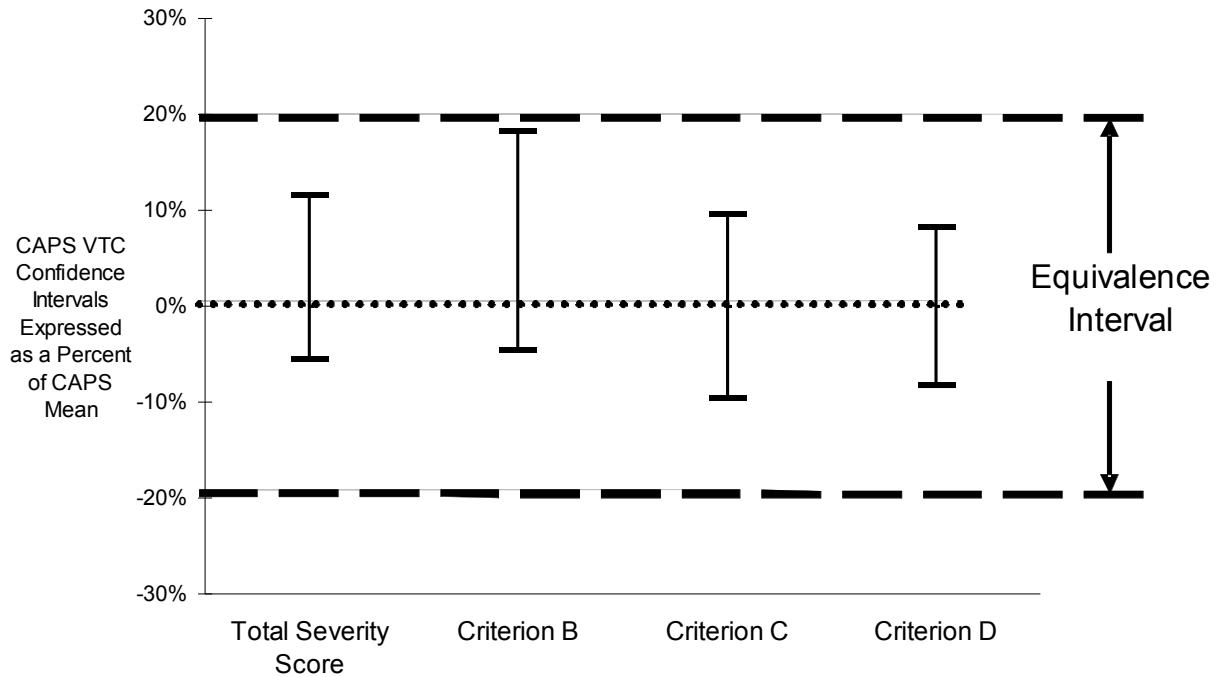 30%
20%
10%
0%
-10%
-20%
-30%
CAPS VTC
Confidence
Intervals
Expressed
as a Percent
of CAPS
Mean
Equivalence
Interval
Total Severity
Score
Criterion B
Criterion C
Criterion D